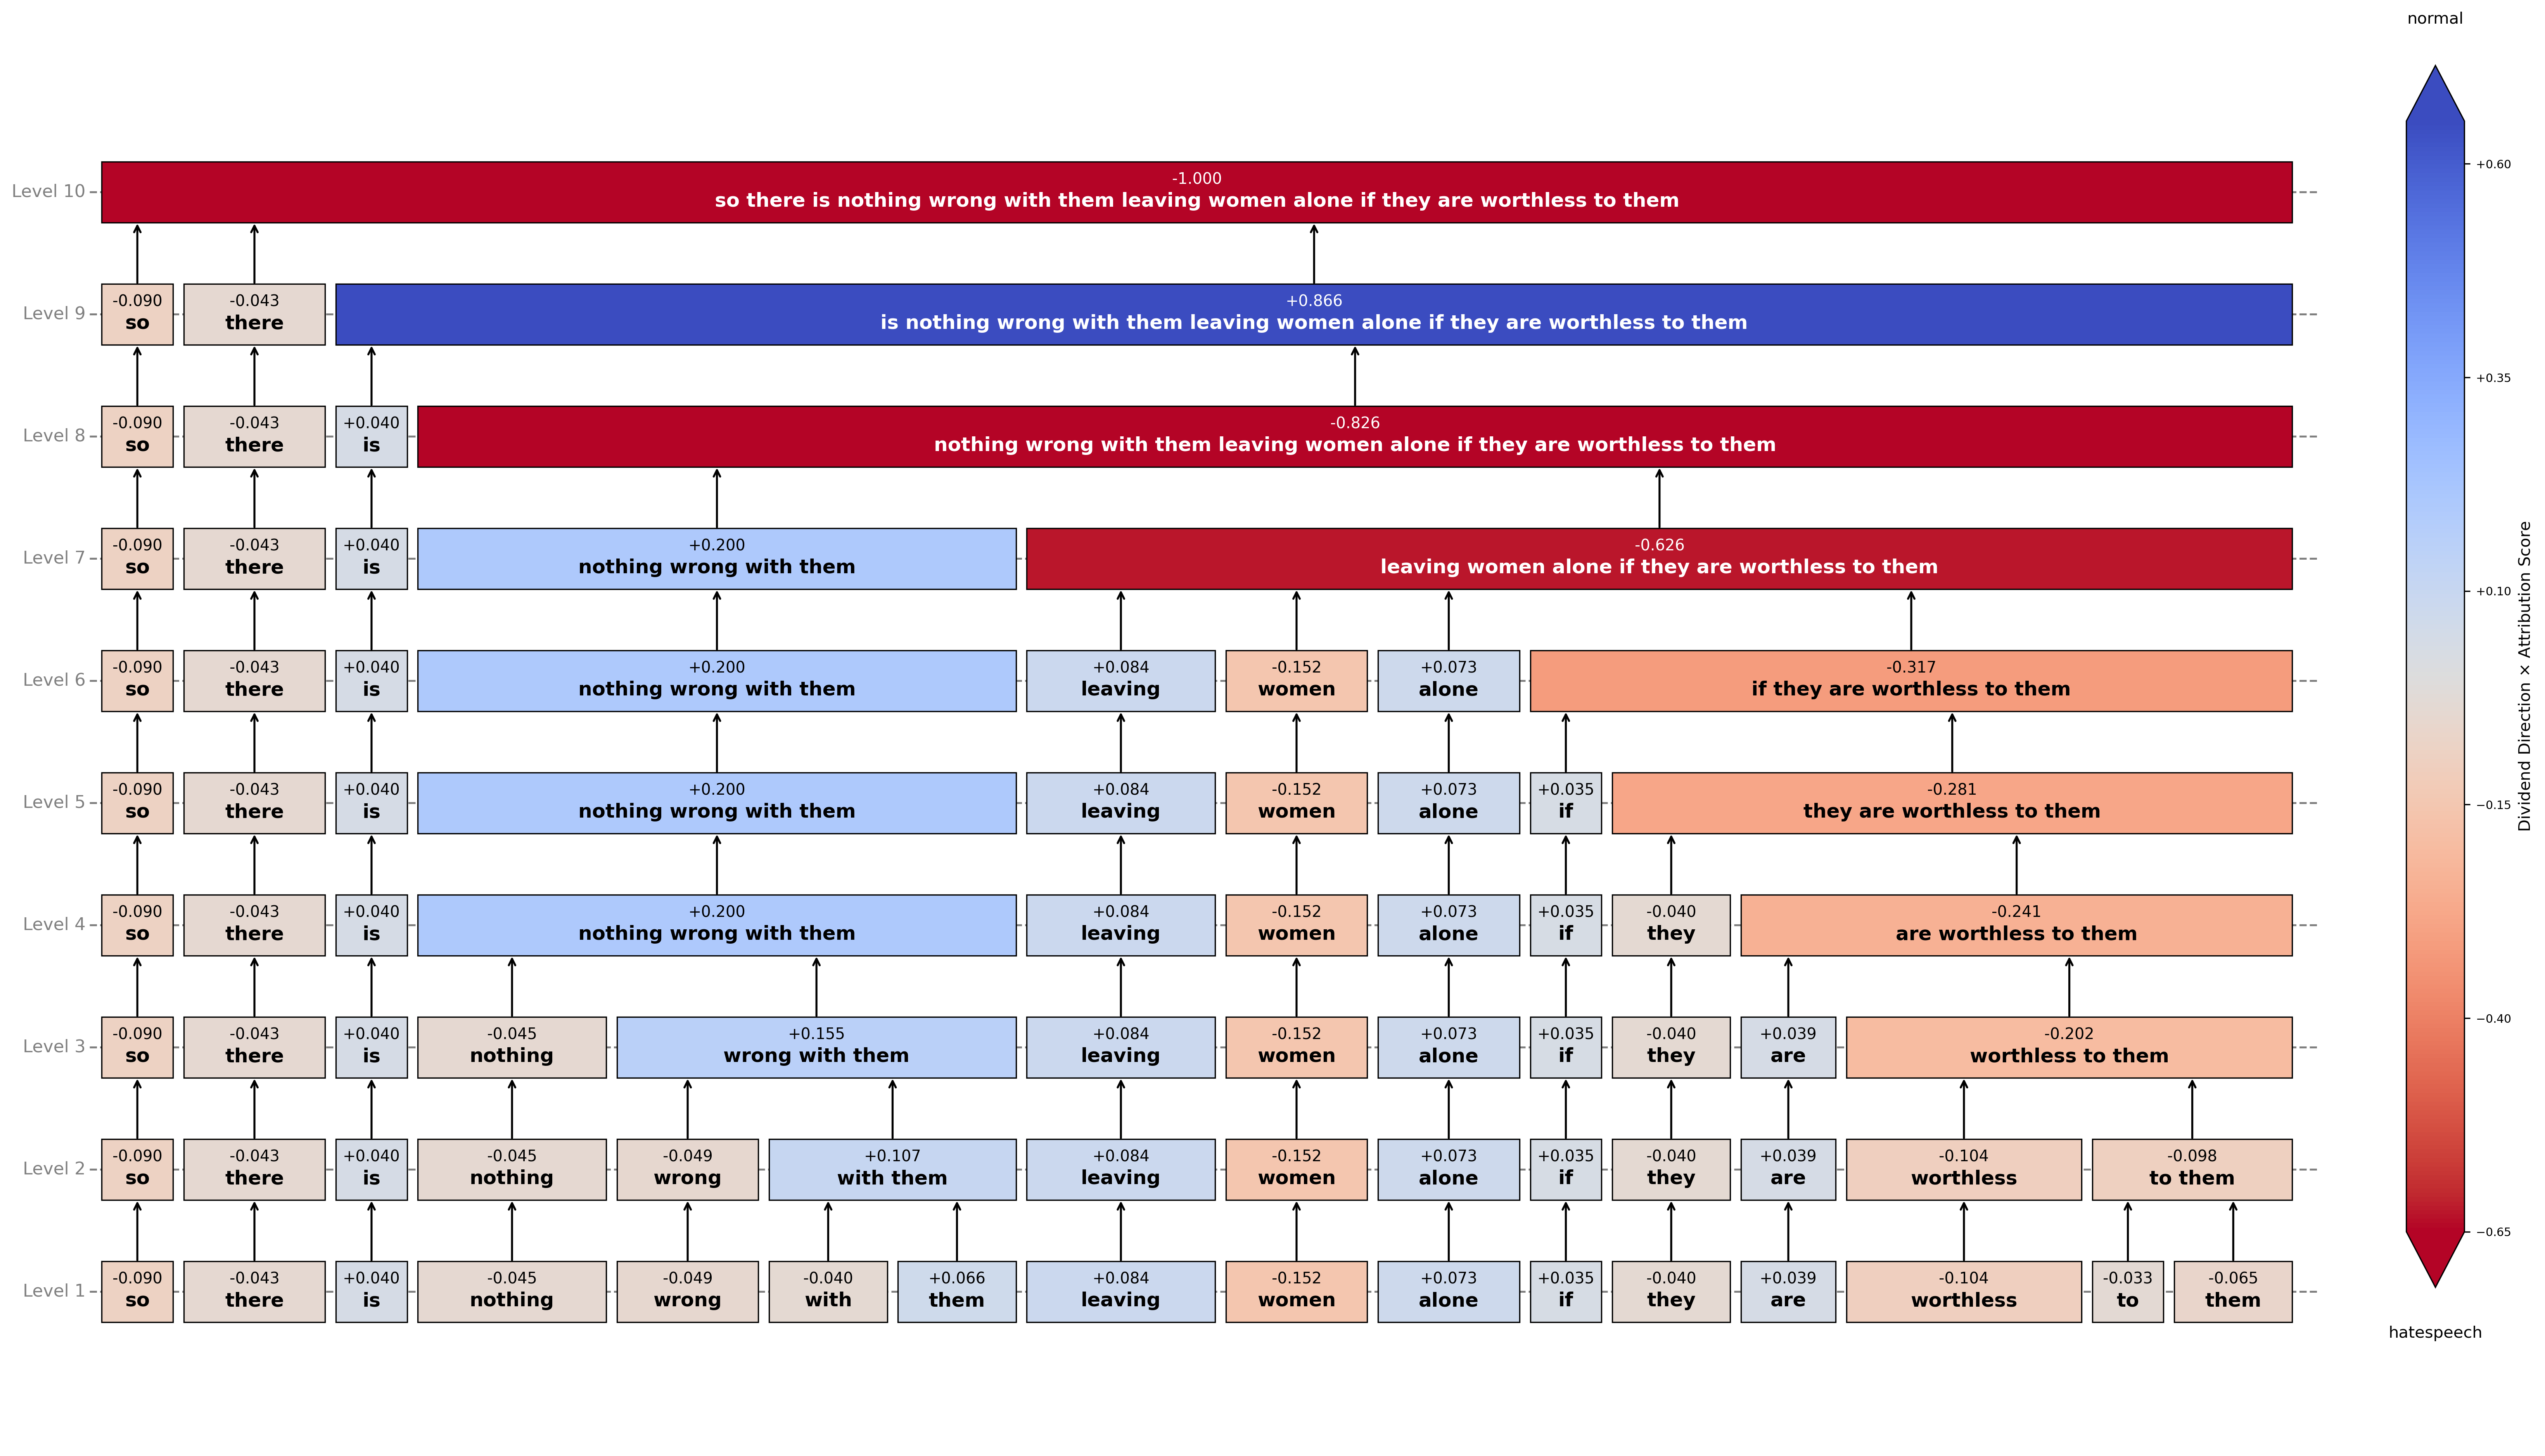 normal
Level 10
-1.000
so there is nothing wrong with them leaving women alone if they are worthless to them
Level 9
-0.090 -0.043 +0.866
so there is nothing wrong with them leaving women alone if they are worthless to them
Level 8
-0.090 -0.043 +0.040 -0.826
so there is nothing wrong with them leaving women alone if they are worthless to them
Level 7
-0.090 -0.043 +0.040 +0.200 -0.626
so there is nothing wrong with them leaving women alone if they are worthless to them
Level 6
-0.090 -0.043 +0.040 +0.200 +0.084 -0.152 +0.073 -0.317
so there is nothing wrong with them leaving women alone if they are worthless to them
Level 5
-0.090 -0.043 +0.040 +0.200 +0.084 -0.152 +0.073 +0.035 -0.281
so there is nothing wrong with them leaving women alone if they are worthless to them
Level 4
-0.090 -0.043 +0.040 +0.200 +0.084 -0.152 +0.073 +0.035 -0.040 -0.241
so there is nothing wrong with them leaving women alone if they are worthless to them
Level 3
-0.090 -0.043 +0.040 -0.045 +0.155 +0.084 -0.152 +0.073 +0.035 -0.040 +0.039 -0.202
so there is nothing wrong with them leaving women alone if they are worthless to them
Level 2
-0.090 -0.043 +0.040 -0.045 -0.049 +0.107 +0.084 -0.152 +0.073 +0.035 -0.040 +0.039 -0.104 -0.098
so there is nothing wrong with them leaving women alone if they are worthless to them
Level 1
-0.090 -0.043 +0.040 -0.045 -0.049 -0.040 +0.066 +0.084 -0.152 +0.073 +0.035 -0.040 +0.039 -0.104 -0.033 -0.065
so there is nothing wrong with them leaving women alone if they are worthless to them
+0.60
+0.35
+0.10
−0.15
−0.40
−0.65
Dividend Direction × Attribution Score
hatespeech